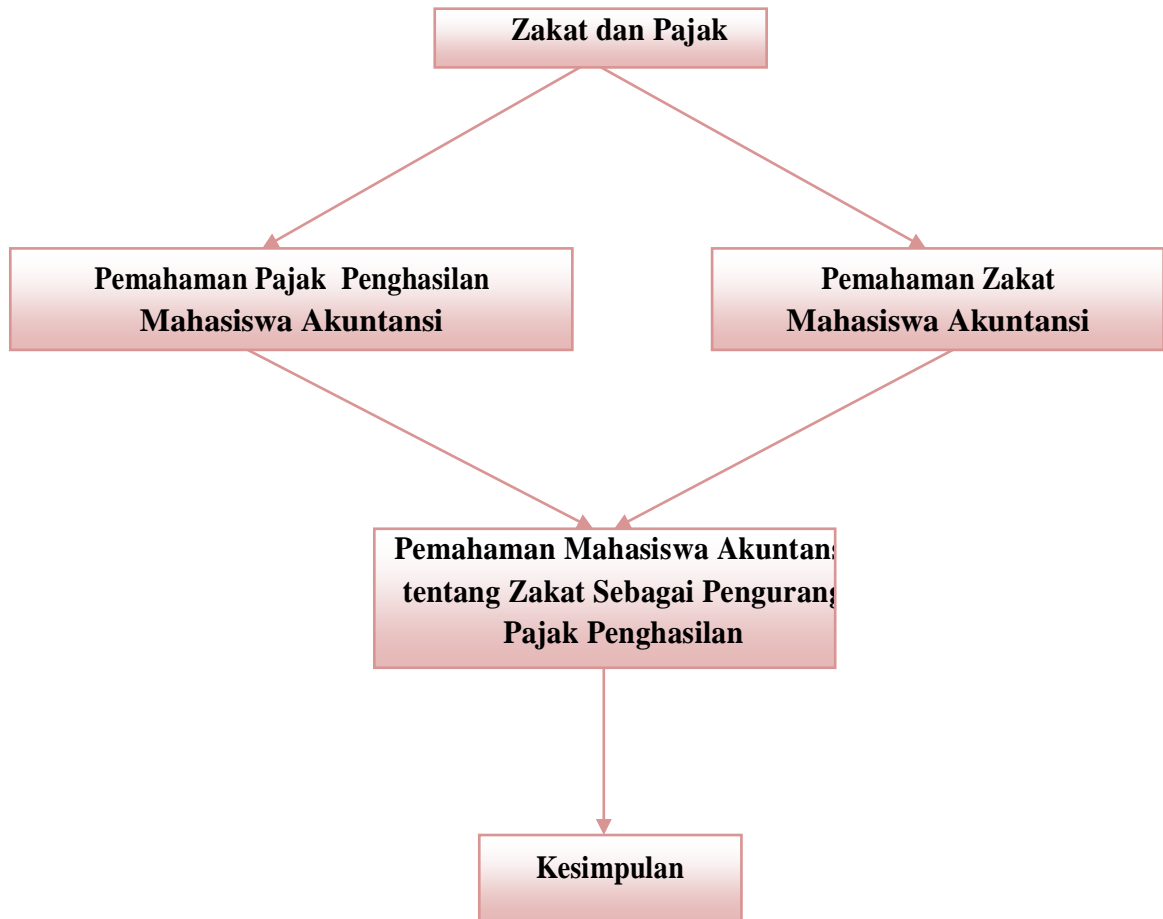 Zakat dan Pajak
Pemahaman Pajak Penghasilan
Mahasiswa Akuntansi
Pemahaman Zakat
Mahasiswa Akuntansi
Pemahaman Mahasiswa Akuntans
tentang Zakat Sebagai Pengurang
Pajak Penghasilan
Kesimpulan